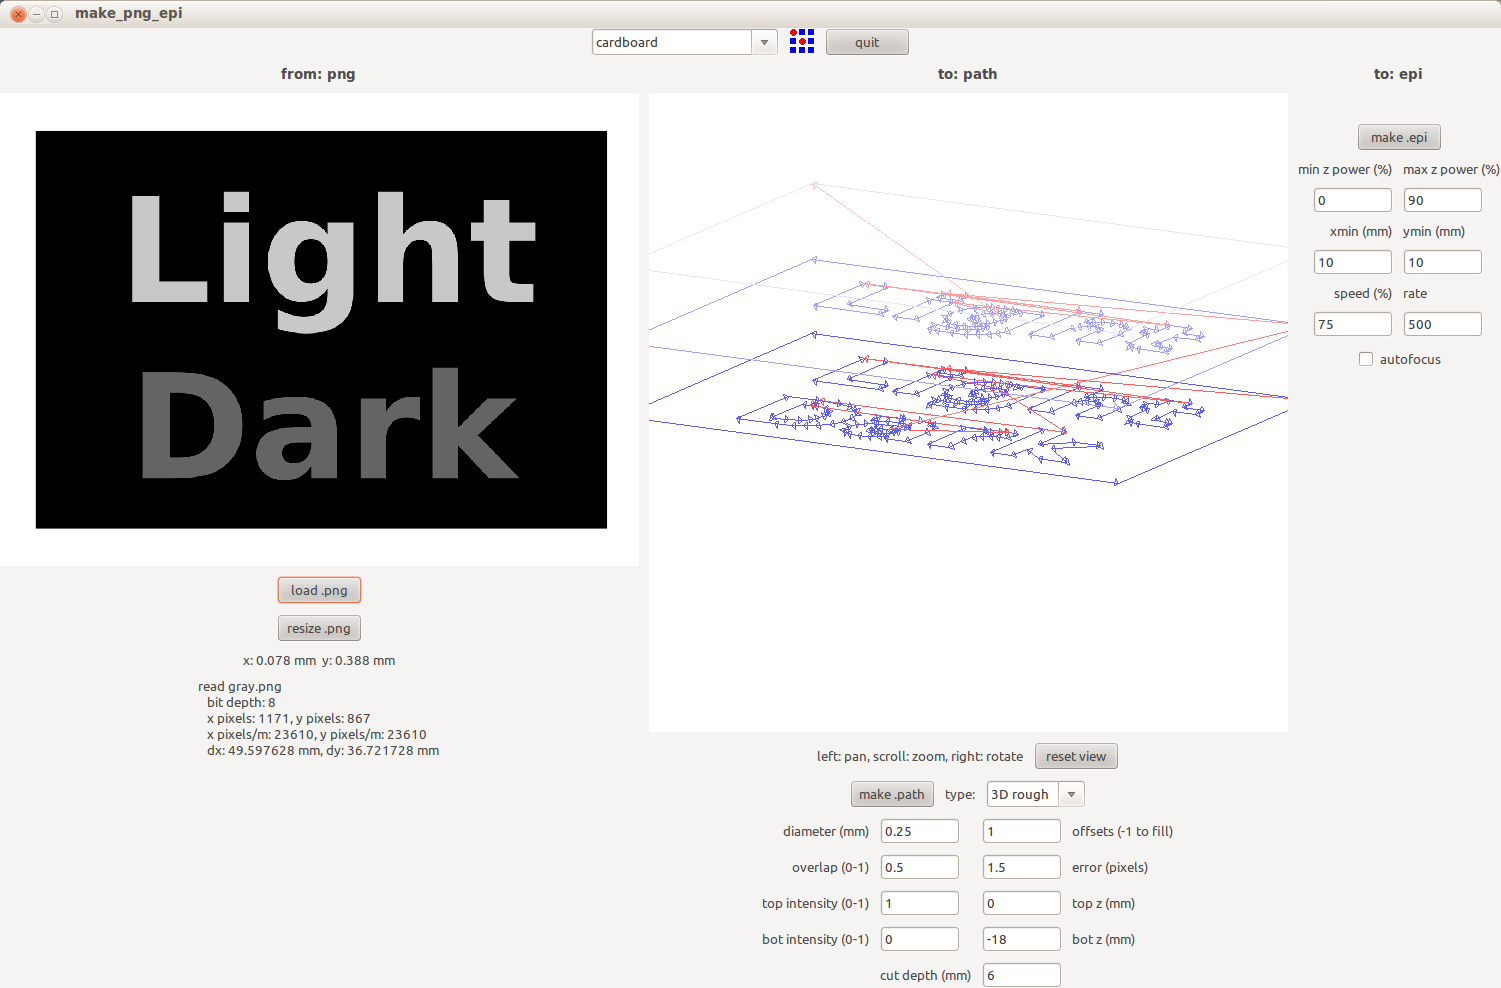 make_png_epi
cardboard
quit
from: png
to: path
to: epi
Light
Dark
load .png
resize .png
x: 0.078 mm y: 0.388 mm
read gray.png
bit depth: 8
x pixels: 1171, y pixels: 867
x pixels/m: 23610, y pixels/m: 23610
dx: 49.597628 mm, dy: 36.721728 mm
left: pan, scroll: zoom, right: rotate
reset view
make .path type: 3D rough
diameter (mm) 0.25 1 offsets (-1 to fill)
overlap (0-1) 0.5 1.5 error (pixels)
top intensity (0-1) 1 0 top z (mm)
bot intensity (0-1) 0 -18 bot z (mm)
cut depth (mm) 6
make .epi
min z power (%) max z power (%)
0 90
xmin (mm) ymin (mm)
10 10
speed (%) rate
75 500
autofocus